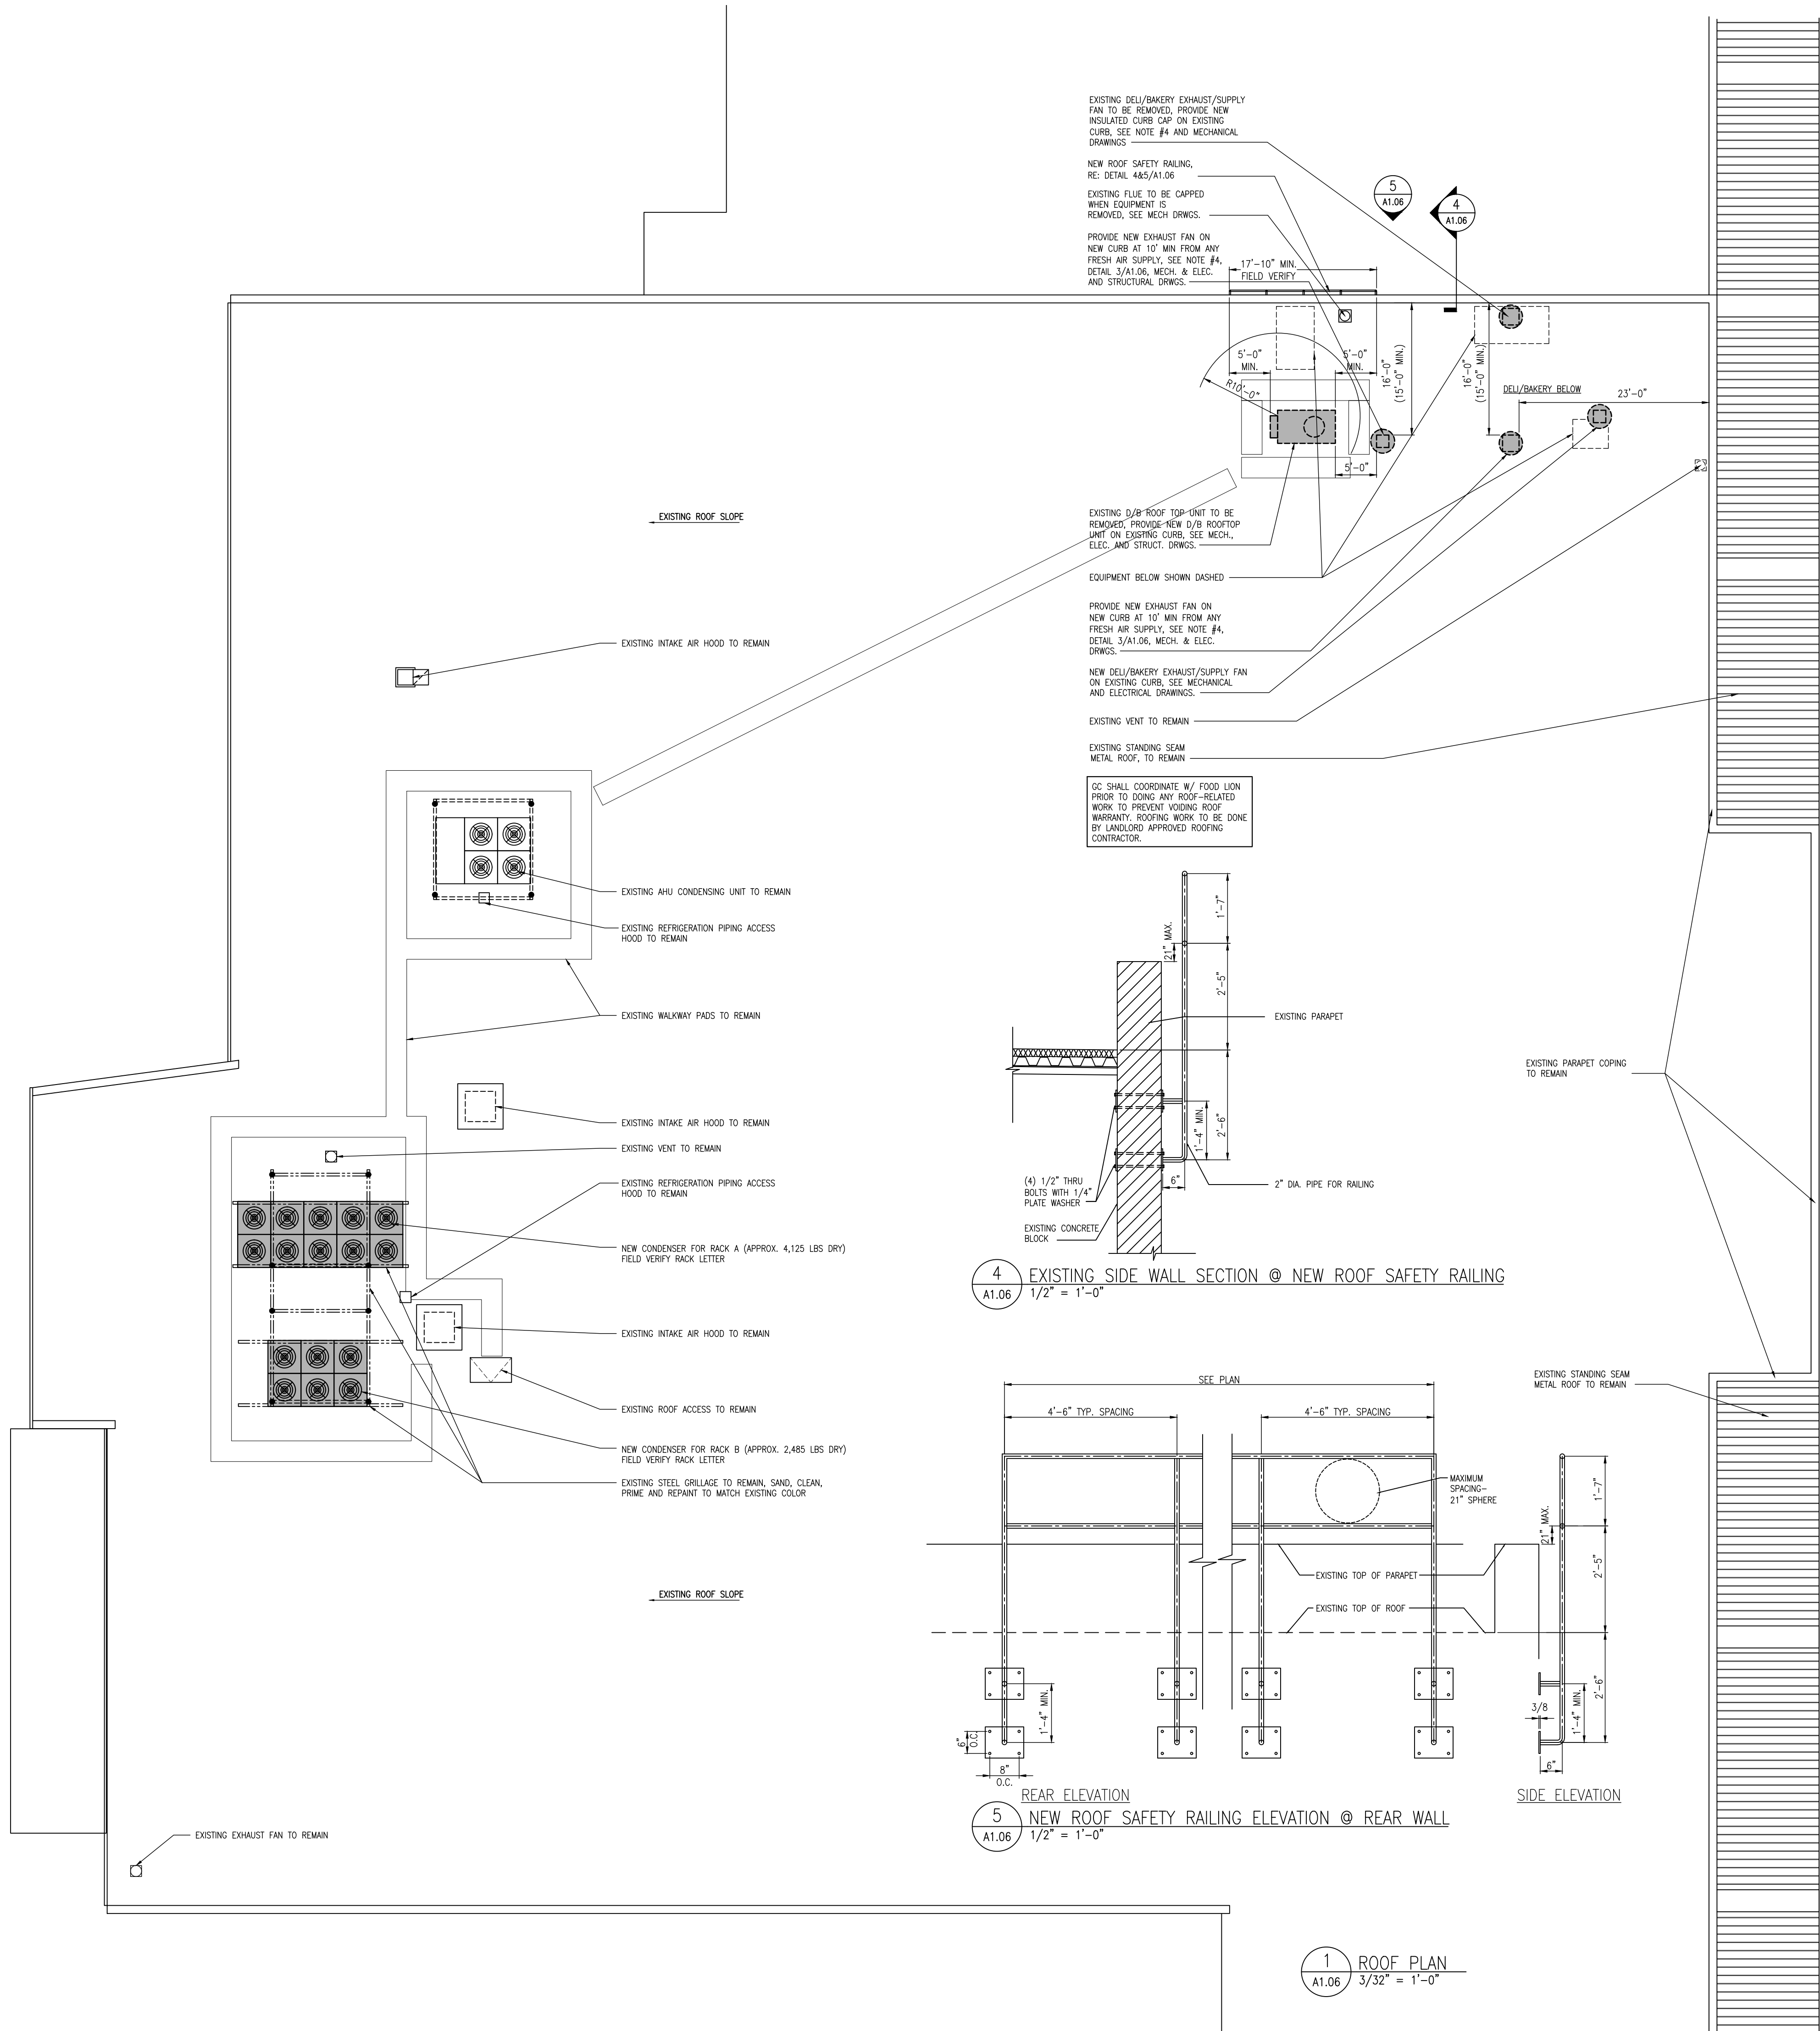 EXISTING DELI/BAKERY EXHAUST/SUPPLY
FAN TO BE REMOVED, PROVIDE NEW
INSULATED CURB CAP ON EXISTING
CURB, SEE NOTE #4 AND MECHANICAL
DRAWINGS
NEW ROOF SAFETY RAILING,
RE: DETAIL 4&5/A1.06
EXISTING FLUE TO BE CAPPED
WHEN EQUIPMENT IS
REMOVED, SEE MECH DRWGS.
PROVIDE NEW EXHAUST FAN ON
NEW CURB AT 10' MIN FROM ANY
FRESH AIR SUPPLY, SEE NOTE #4,
DETAIL 3/A1.06, MECH. & ELEC.
AND STRUCTURAL DRWGS.
5
A1.06
4
A1.06
17'-10" MIN.
FIELD VERIFY
5'-0"
MIN.
5'-0"
MIN.
R10'-0"
16'-0"
(15'-0" MIN.)
16'-0"
(15'-0" MIN.)
DELI/BAKERY BELOW
23'-0"
5'-0"
EXISTING ROOF SLOPE
EXISTING D/B ROOF TOP UNIT TO BE
REMOVED, PROVIDE NEW D/B ROOFTOP
UNIT ON EXISTING CURB, SEE MECH.,
ELEC. AND STRUCT. DRWGS.
EQUIPMENT BELOW SHOWN DASHED
PROVIDE NEW EXHAUST FAN ON
NEW CURB AT 10' MIN FROM ANY
FRESH AIR SUPPLY, SEE NOTE #4,
DETAIL 3/A1.06, MECH. & ELEC.
DRWGS.
NEW DELI/BAKERY EXHAUST/SUPPLY FAN
ON EXISTING CURB, SEE MECHANICAL
AND ELECTRICAL DRAWINGS.
EXISTING VENT TO REMAIN
EXISTING STANDING SEAM
METAL ROOF, TO REMAIN
GC SHALL COORDINATE W/ FOOD LION
PRIOR TO DOING ANY ROOF-RELATED
WORK TO PREVENT VOIDING ROOF
WARRANTY. ROOFING WORK TO BE DONE
BY LANDLORD APPROVED ROOFING
CONTRACTOR.
EXISTING INTAKE AIR HOOD TO REMAIN
EXISTING AHU CONDENSING UNIT TO REMAIN
EXISTING REFRIGERATION PIPING ACCESS
HOOD TO REMAIN
EXISTING WALKWAY PADS TO REMAIN
EXISTING INTAKE AIR HOOD TO REMAIN
EXISTING VENT TO REMAIN
EXISTING REFRIGERATION PIPING ACCESS
HOOD TO REMAIN
NEW CONDENSER FOR RACK A (APPROX. 4,125 LBS DRY)
FIELD VERIFY RACK LETTER
EXISTING INTAKE AIR HOOD TO REMAIN
EXISTING ROOF ACCESS TO REMAIN
NEW CONDENSER FOR RACK B (APPROX. 2,485 LBS DRY)
FIELD VERIFY RACK LETTER
EXISTING STEEL GRILLAGE TO REMAIN, SAND, CLEAN,
PRIME AND REPAINT TO MATCH EXISTING COLOR
EXISTING ROOF SLOPE
EXISTING EXHAUST FAN TO REMAIN
21" MAX.
1'-7"
2'-5"
2'-6"
1'-4" MIN.
6"
EXISTING PARAPET
2" DIA. PIPE FOR RAILING
(4) 1/2" THRU
BOLTS WITH 1/4"
PLATE WASHER
EXISTING CONCRETE
BLOCK
4
A1.06
EXISTING SIDE WALL SECTION @ NEW ROOF SAFETY RAILING
1/2" = 1'-0"
EXISTING PARAPET COPING
TO REMAIN
EXISTING STANDING SEAM
METAL ROOF TO REMAIN
SEE PLAN
4'-6" TYP. SPACING
4'-6" TYP. SPACING
MAXIMUM
SPACING-
21" SPHERE
EXISTING TOP OF PARAPET
EXISTING TOP OF ROOF
1'-4" MIN.
6"
O.C.
8"
O.C.
21" MAX.
1'-7"
2'-5"
2'-6"
1'-4" MIN.
3/8
6"
REAR ELEVATION
SIDE ELEVATION
5
A1.06
NEW ROOF SAFETY RAILING ELEVATION @ REAR WALL
1/2" = 1'-0"
1
A1.06
ROOF PLAN
3/32" = 1'-0"